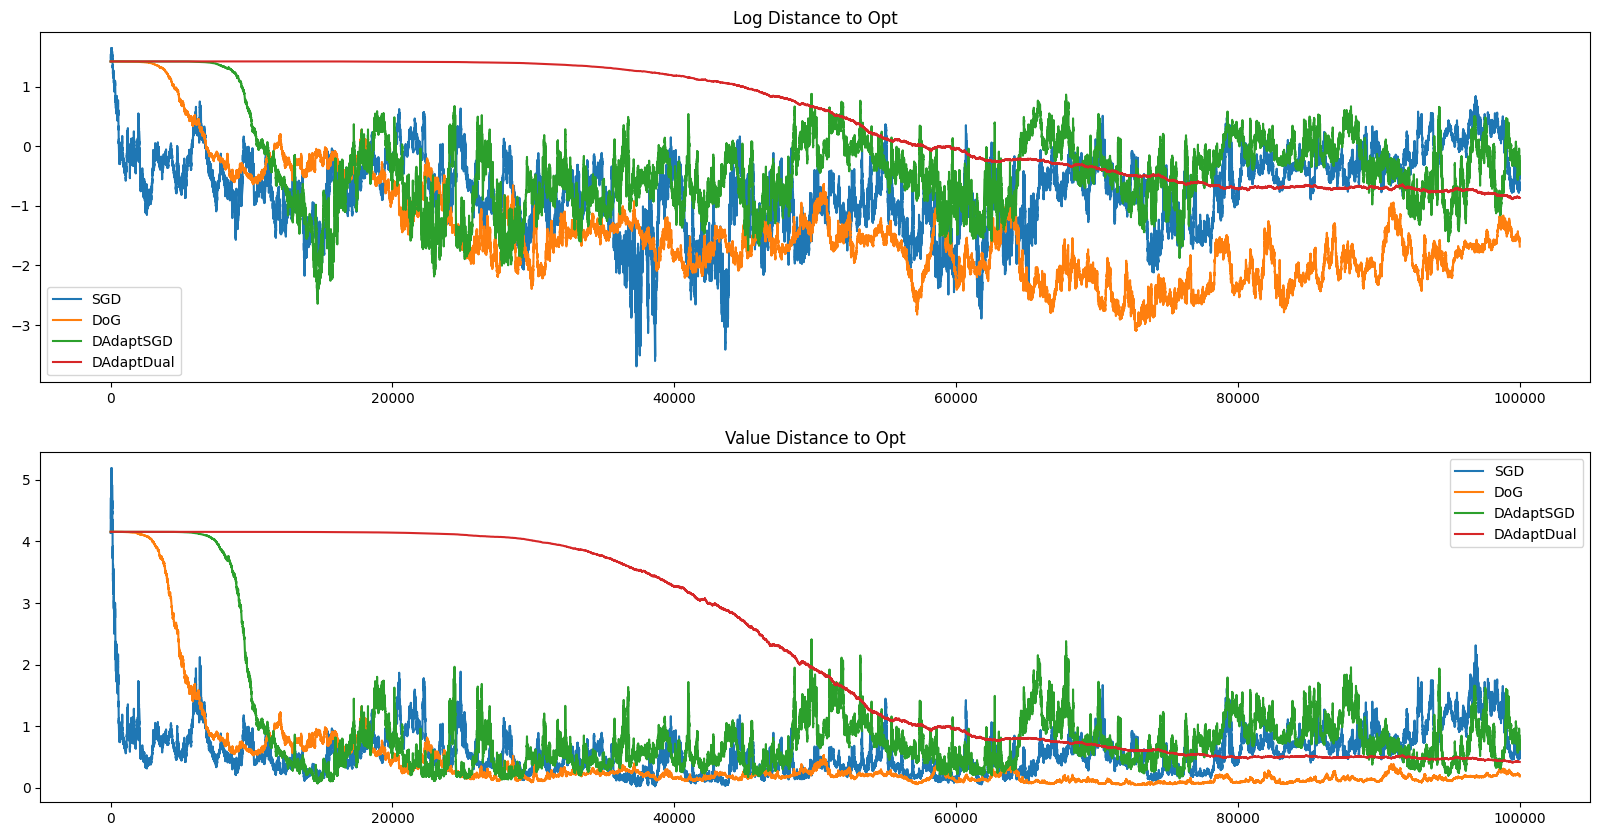 Log Distance to Opt
1
0
−1
−2
−3
SGD
DoG
DAdaptSGD
DAdaptDual
0 20000 40000 60000 80000 100000
Value Distance to Opt
5
4
3
2
1
0
SGD
DoG
DAdaptSGD
DAdaptDual
0 20000 40000 60000 80000 100000